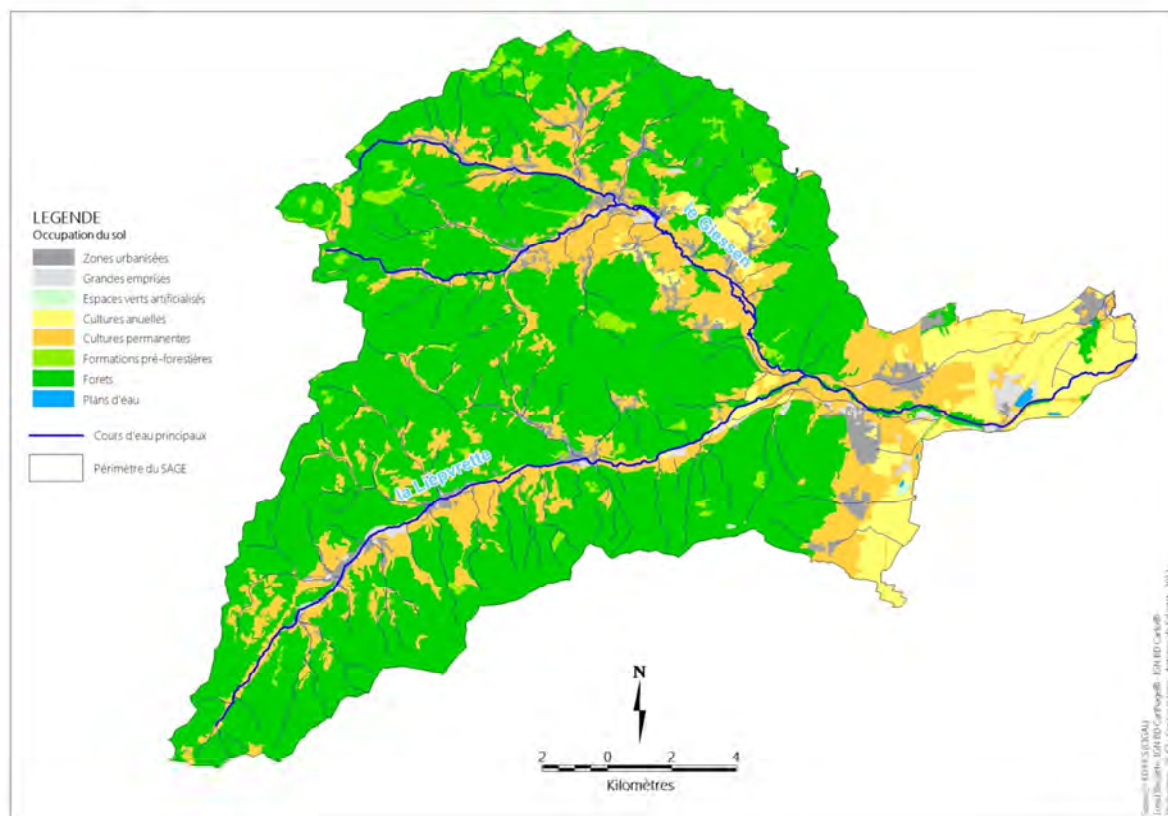 LEGENDE
Occupation du sol
Zones urbanisées
Grandes emprises
Espaces verts artificialisés
Cultures anuelles
Cultures permanentes
Formations pré-forestières
Forets
Plans d'eau
Cours d'eau principaux
Périmètre du SAGE
le Giessen
la Lièpvrette
N
2 0 2 4
Kilomètres